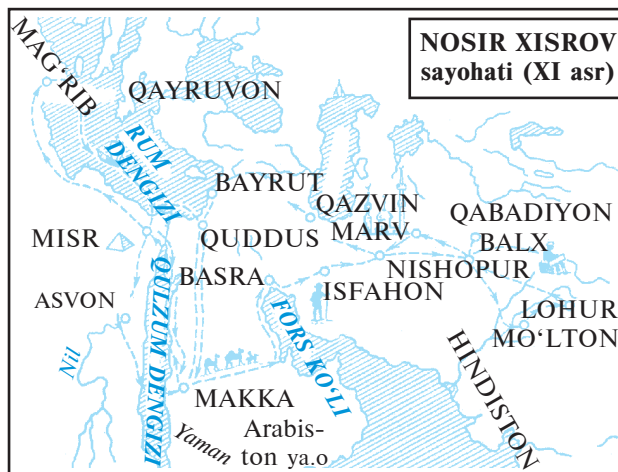 NOSIR XISROV
sayohati (XI asr)
MAG‘RIB
QAYRUVON
RUM
DENGIZI
BAYRUT
QAZVIN
MARV
QABADIYON
BALX
MISR
QUDDUS
NISHOPUR
BASRA
ISFAHON
ASVON
QULZUM DENGIZI
FORS KO‘LI
LOHUR
MO‘LTON
Nil
HINDISTON
MAKKA
Yaman
Arabis-
ton ya.o